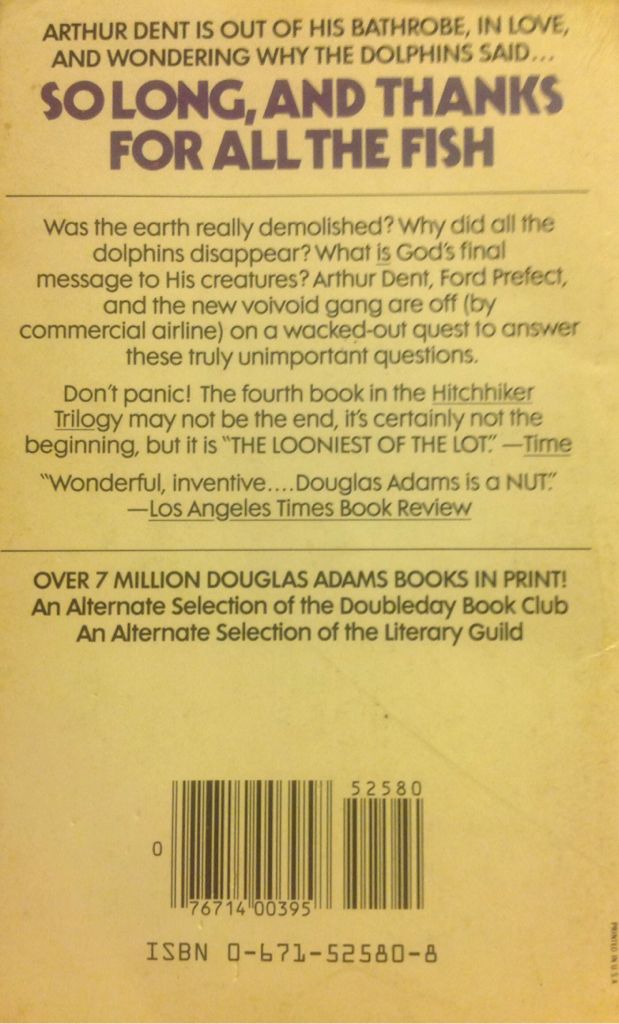 ARTHUR DENT IS OUT OF HIS BATHROBE, IN LOVE,
AND WONDERING WHY THE DOLPHINS SAID...
SO LONG, AND THANKS
FOR ALL THE FISH
Was the earth really demolished? Why did all the
dolphins disappear? What is God's final
message to His creatures? Arthur Dent, Ford Prefect,
and the new voivoid gang are off (by
commercial airline) on a wacked-out quest to answer
these truly unimportant questions.
Don't panic! The fourth book in the Hitchhiker
Trilogy may not be the end, it's certainly not the
beginning, but it is "THE LOONIEST OF THE LOT." —Time
"Wonderful, inventive....Douglas Adams is a NUT."
—Los Angeles Times Book Review
OVER 7 MILLION DOUGLAS ADAMS BOOKS IN PRINT!
An Alternate Selection of the Doubleday Book Club
An Alternate Selection of the Literary Guild
52580
0
76714 00395
ISBN 0-671-52580-8
PRINTED IN U.S.A.